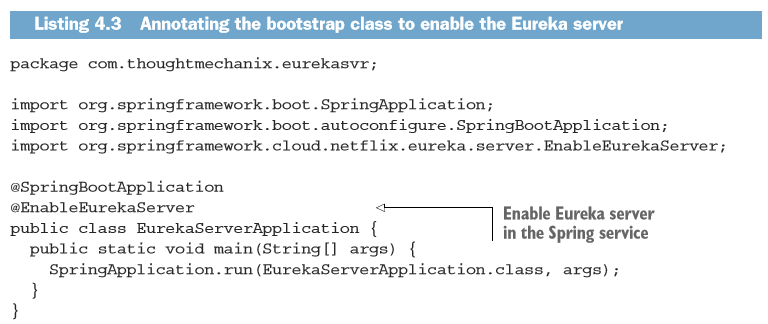 Listing 4.3 Annotating the bootstrap class to enable the Eureka server
package com.thoughtmechanix.eurekasvr;
import org.springframework.boot.SpringApplication;
import org.springframework.boot.autoconfigure.SpringBootApplication;
import org.springframework.cloud.netflix.eureka.server.EnableEurekaServer;
@SpringBootApplication
@EnableEurekaServer
Enable Eureka server
in the Spring service
public class EurekaServerApplication {
public static void main(String[] args) {
SpringApplication.run(EurekaServerApplication.class, args);
}
}